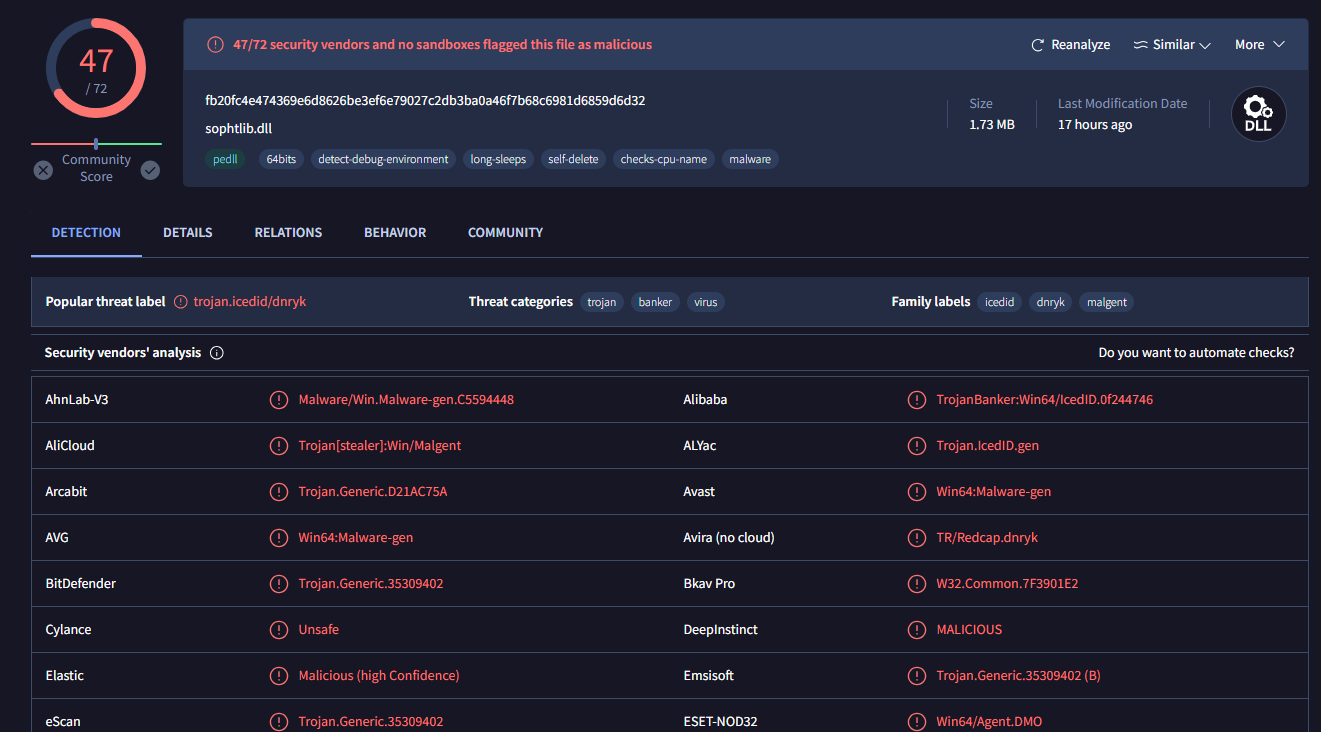 47
/ 72
Community
Score
47/72 security vendors and no sandboxes flagged this file as malicious
Reanalyze Similar More
fb20fc4e474369e6d8626be3ef6e79027c2db3ba0a46f7b68c6981d6859d6d32
sophtlib.dll
Size
1.73 MB
Last Modification Date
17 hours ago
DLL
pedll 64bits detect-debug-environment long-sleeps self-delete checks-cpu-name malware
DETECTION DETAILS RELATIONS BEHAVIOR COMMUNITY
Popular threat label trojan.icedid/dnryk Threat categories trojan banker virus Family labels icedid dnryk malgent
Security vendors' analysis Do you want to automate checks?
AhnLab-V3 Malware/Win.Malware-gen.C5594448 Alibaba TrojanBanker:Win64/IcedID.0f244746
AliCloud Trojan[stealer]:Win/Malgent ALYac Trojan.IcedID.gen
Arcabit Trojan.Generic.D21AC75A Avast Win64:Malware-gen
AVG Win64:Malware-gen Avira (no cloud) TR/Redcap.dnryk
BitDefender Trojan.Generic.35309402 Bkav Pro W32.Common.7F3901E2
Cylance Unsafe DeepInstinct MALICIOUS
Elastic Malicious (high Confidence) Emsisoft Trojan.Generic.35309402 (B)
eScan Trojan.Generic.35309402 ESET-NOD32 Win64/Agent.DMO